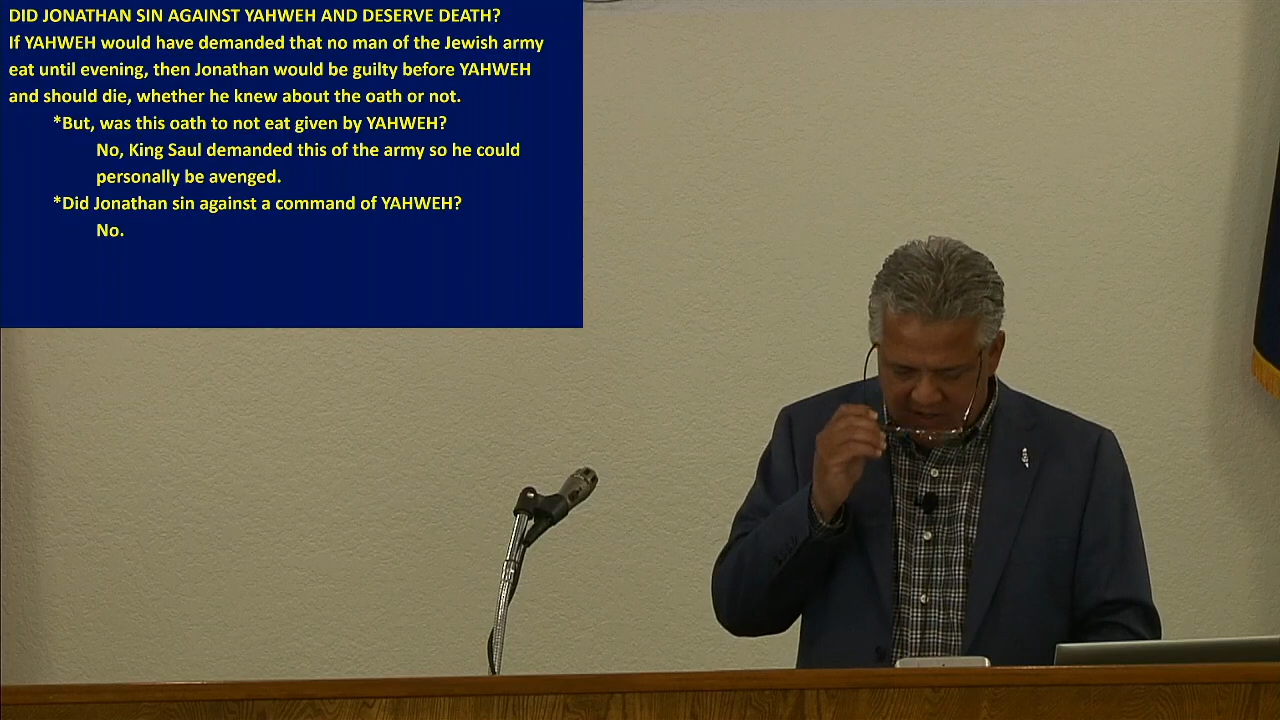 DID JONATHAN SIN AGAINST YAHWEH AND DESERVE DEATH?
If YAHWEH would have demanded that no man of the Jewish army
eat until evening, then Jonathan would be guilty before YAHWEH
and should die, whether he knew about the oath or not.
*But, was this oath to not eat given by YAHWEH?
No, King Saul demanded this of the army so he could
personally be avenged.
*Did Jonathan sin against a command of YAHWEH?
No.